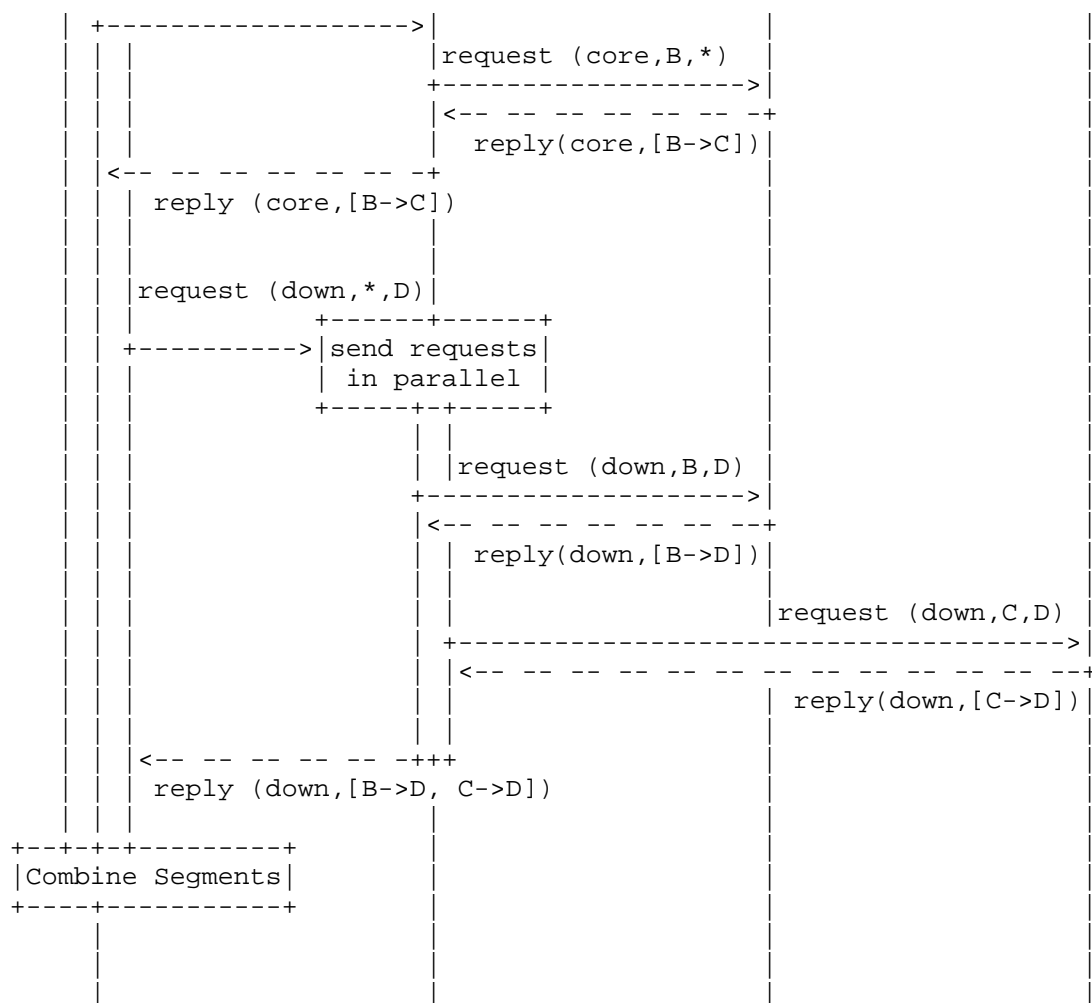 request (core,B,*)
reply(core,[B->C])
reply (core,[B->C])
request (down,*,D)
send requests
in parallel
request (down,B,D)
reply(down,[B->D])
request (down,C,D)
reply(down,[C->D])
reply (down,[B->D, C->D])
Combine Segments